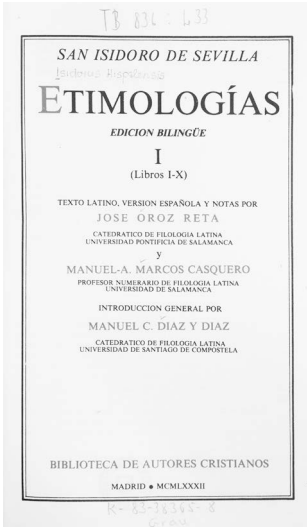 TB 836 L33
SAN ISIDORO DE SEVILLA
Isidorus Hispalensis
ETIMOLOGÍAS
EDICION BILINGÜE
I
(Libros I-X)
TEXTO LATINO, VERSION ESPAÑOLA Y NOTAS POR
JOSE OROZ RETA
CATEDRATICO DE FILOLOGIA LATINA
UNIVERSIDAD PONTIFICIA DE SALAMANCA
y
MANUEL-A. MARCOS CASQUERO
PROFESOR NUMERARIO DE FILOLOGIA LATINA
UNIVERSIDAD DE SALAMANCA
INTRODUCCION GENERAL POR
MANUEL C. DIAZ Y DIAZ
CATEDRATICO DE FILOLOGIA LATINA
UNIVERSIDAD DE SANTIAGO DE COMPOSTELA
BIBLIOTECA DE AUTORES CRISTIANOS
MADRID • MCMLXXXII